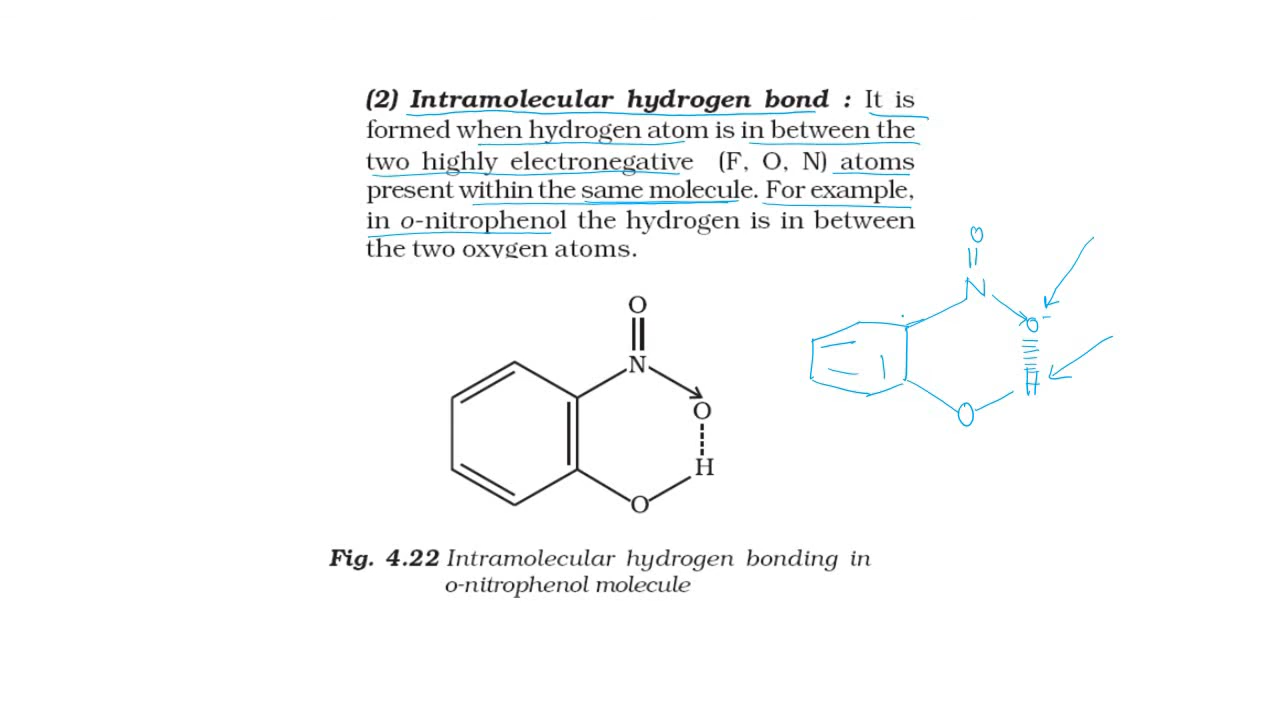 (2) Intramolecular hydrogen bond : It is
formed when hydrogen atom is in between the
two highly electronegative (F, O, N) atoms
present within the same molecule. For example,
in o-nitrophenol the hydrogen is in between
the two oxygen atoms.
O
N
O
H
O
O
N
O⁻
H
O
Fig. 4.22 Intramolecular hydrogen bonding in
o-nitrophenol molecule